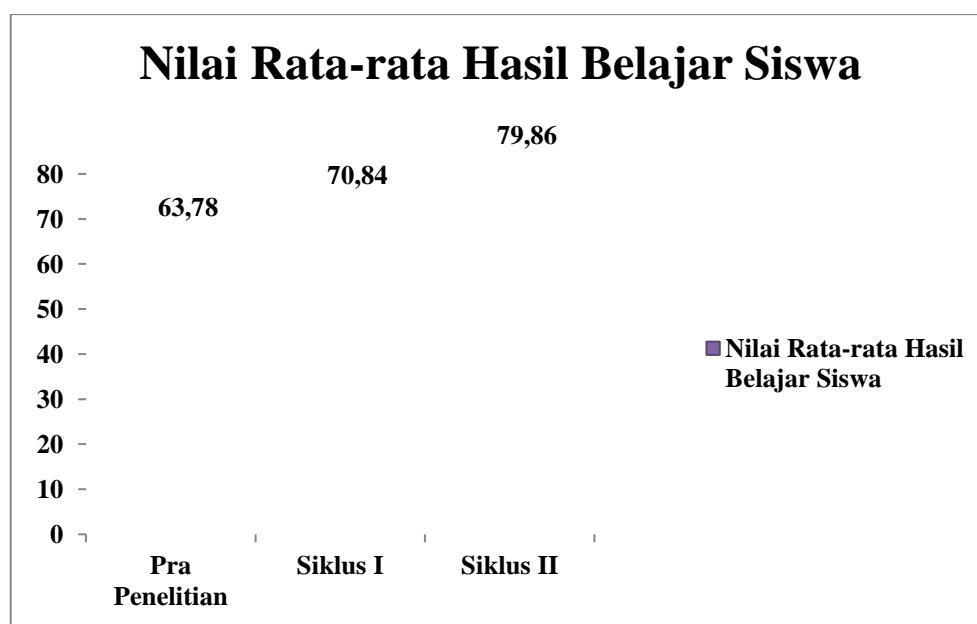 Nilai Rata-rata Hasil Belajar Siswa
79,86
70,84
63,78
80
70
60
50
40
30
20
10
0
Pra
Penelitian
Siklus I
Siklus II
Nilai Rata-rata Hasil
Belajar Siswa